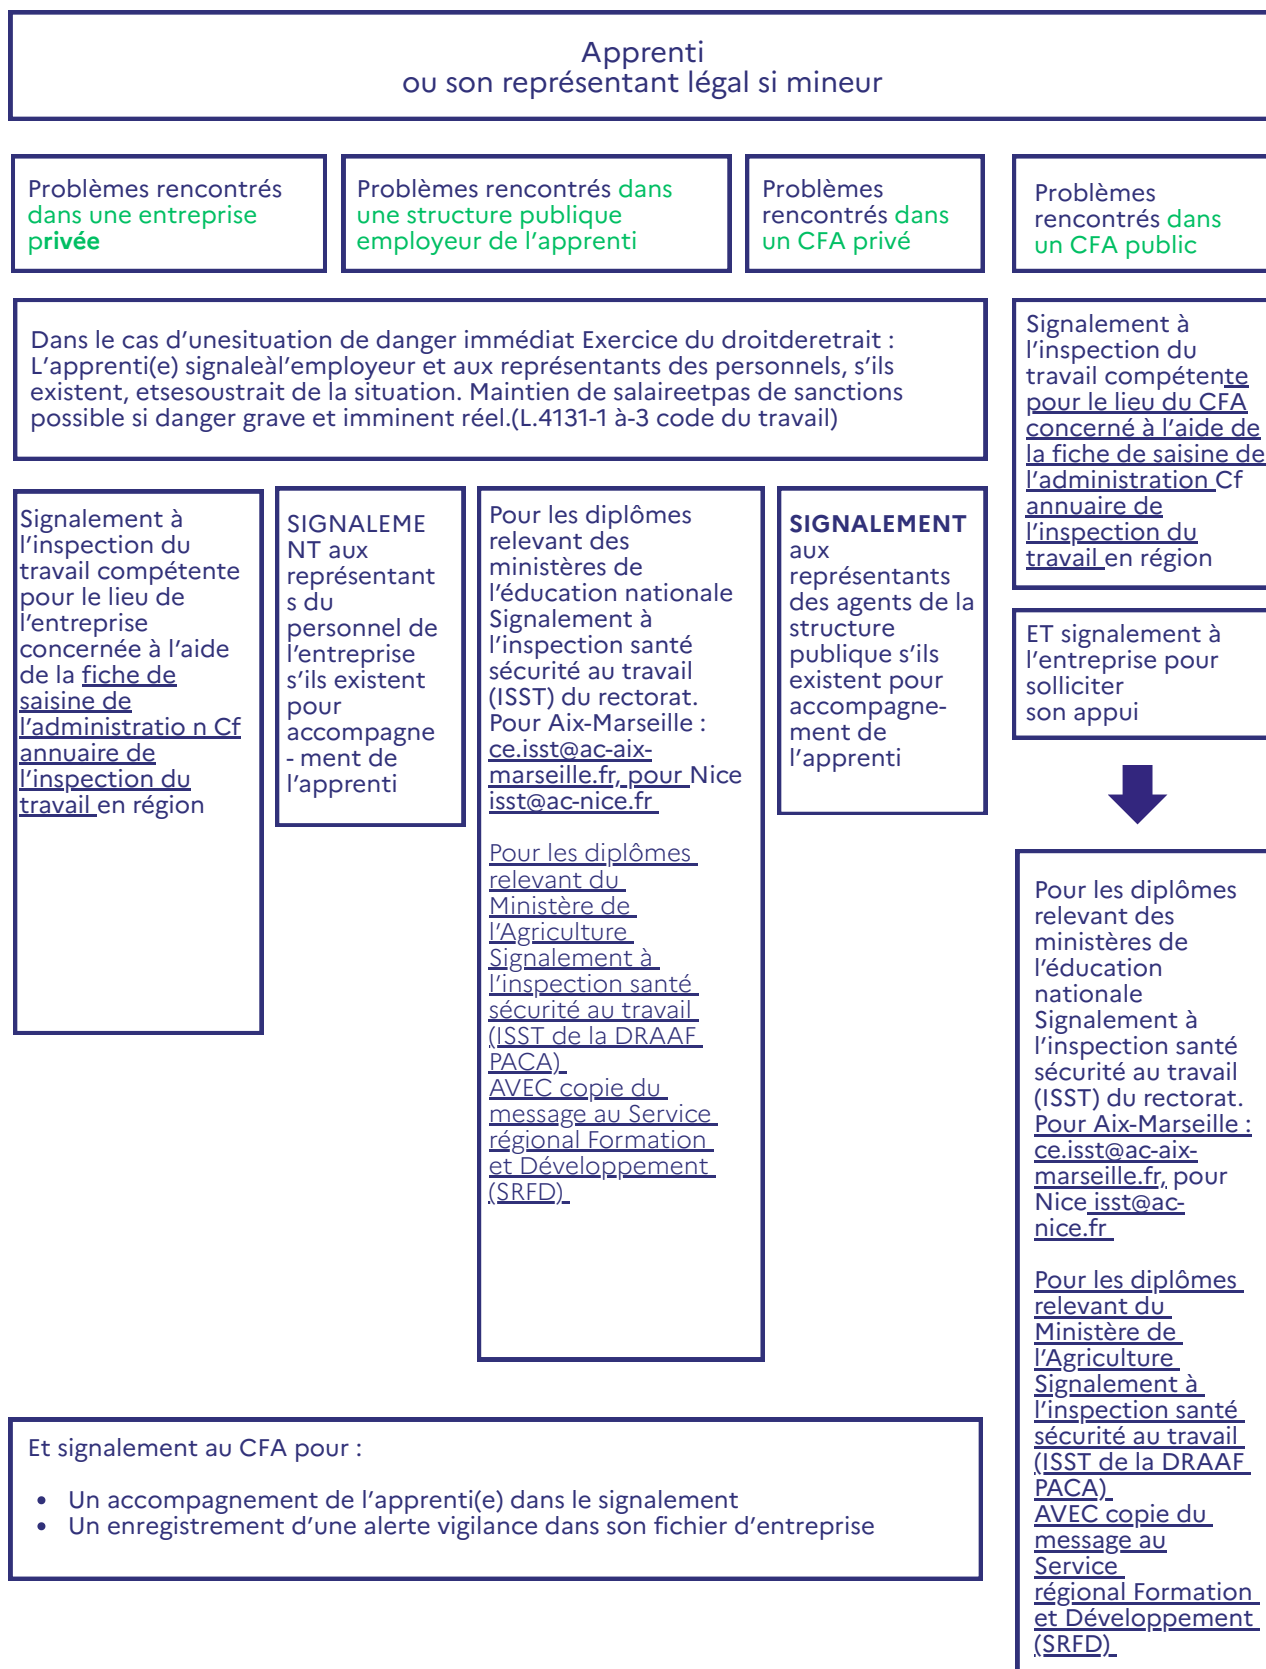 Apprenti
ou son représentant légal si mineur
Problèmes rencontrés
dans une entreprise
privée
Problèmes rencontrés dans
une structure publique
employeur de l'apprenti
Problèmes
rencontrés dans
un CFA privé
Problèmes
rencontrés dans
un CFA public
Dans le cas d'unesituation de danger immédiat Exercice du droitderetrait :
L'apprenti(e) signaleàl'employeur et aux représentants des personnels, s'ils
existent, etsesoustrait de la situation. Maintien de salaireetpas de sanctions
possible si danger grave et imminent réel.(L.4131-1 à-3 code du travail)
Signalement à
l'inspection du
travail compétente
pour le lieu du CFA
concerné à l'aide de
la fiche de saisine de
l'administration Cf
annuaire de
l'inspection du
travail en région
Signalement à
l'inspection du
travail compétente
pour le lieu de
l'entreprise
concernée à l'aide
de la fiche de
saisine de
l'administratio n Cf
annuaire de
l'inspection du
travail en région
SIGNALEME
NT aux
représentant
s du
personnel de
l'entreprise
s'ils existent
pour
accompagne
- ment de
l'apprenti
Pour les diplômes
relevant des
ministères de
l'éducation nationale
Signalement à
l'inspection santé
sécurité au travail
(ISST) du rectorat.
Pour Aix-Marseille :
ce.isst@ac-aix-
marseille.fr, pour Nice
isst@ac-nice.fr
Pour les diplômes
relevant du
Ministère de
l'Agriculture
Signalement à
l'inspection santé
sécurité au travail
(ISST de la DRAAF
PACA)
AVEC copie du
message au Service
régional Formation
et Développement
(SRFD)
SIGNALEMENT
aux
représentants
des agents de la
structure
publique s'ils
existent pour
accompagne-
ment de
l'apprenti
ET signalement à
l'entreprise pour
solliciter
son appui
Pour les diplômes
relevant des
ministères de
l'éducation
nationale
Signalement à
l'inspection santé
sécurité au travail
(ISST) du rectorat.
Pour Aix-Marseille :
ce.isst@ac-aix-
marseille.fr, pour
Nice isst@ac-
nice.fr
Pour les diplômes
relevant du
Ministère de
l'Agriculture
Signalement à
l'inspection santé
sécurité au travail
(ISST de la DRAAF
PACA)
AVEC copie du
message au
Service
régional Formation
et Développement
(SRFD)
Et signalement au CFA pour :
• Un accompagnement de l'apprenti(e) dans le signalement
• Un enregistrement d'une alerte vigilance dans son fichier d'entreprise